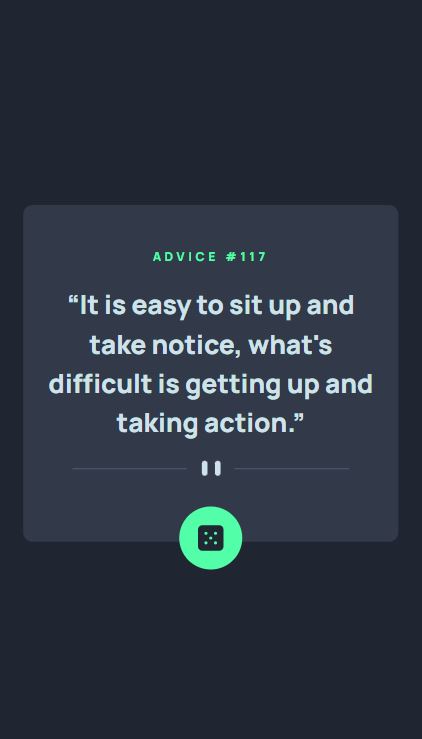 ADVICE #117
“It is easy to sit up and
take notice, what's
difficult is getting up and
taking action.”